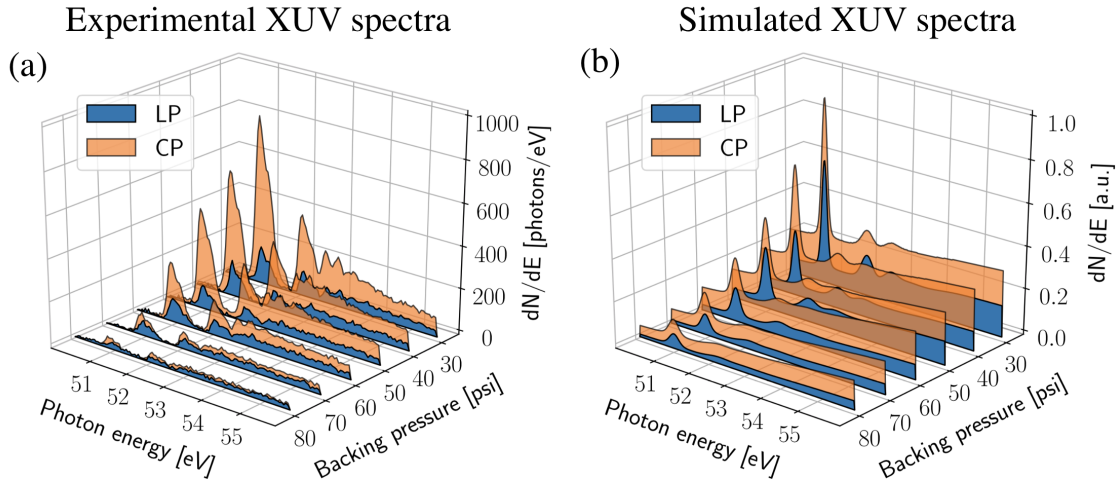 Experimental XUV spectra
(a)
LP
CP
1000
800
600
400
200
0
dN/dE [photons/eV]
51
52
53
54
55
Photon energy [eV]
80
70
60
50
40
30
Backing pressure [psi]
Simulated XUV spectra
(b)
LP
CP
1.0
0.8
0.6
0.4
0.2
0.0
dN/dE [a.u.]
51
52
53
54
55
Photon energy [eV]
80
70
60
50
40
30
Backing pressure [psi]